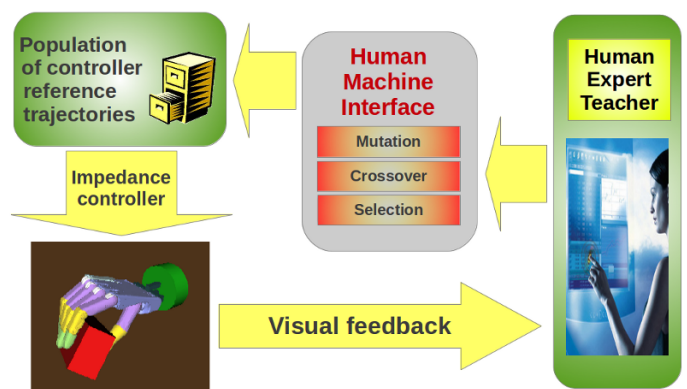 Population
of controller
reference
trajectories
Human
Machine
Interface
Mutation
Crossover
Selection
Human
Expert
Teacher
Impedance
controller
Visual feedback